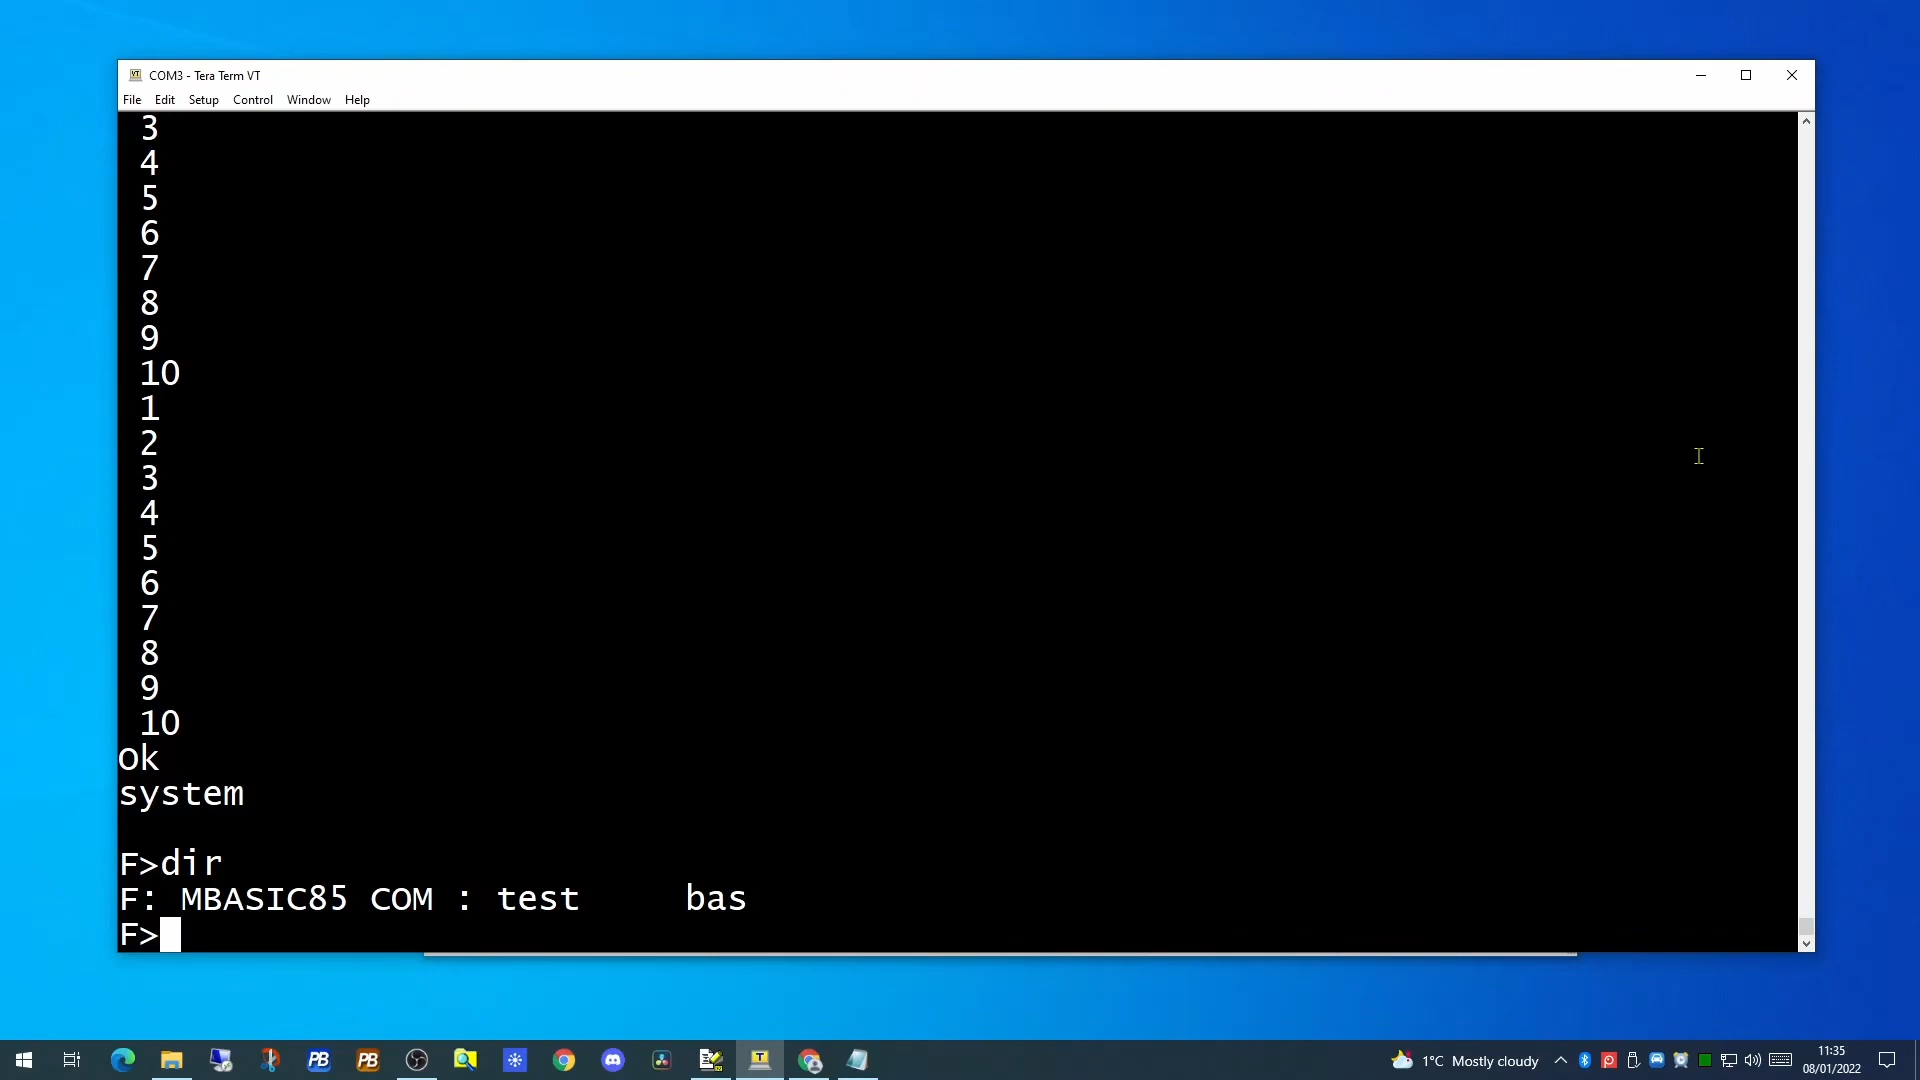 COM3 - Tera Term VT
File Edit Setup Control Window Help
3
4
5
6
7
8
9
10
1
2
3
4
5
6
7
8
9
10
Ok
system
F>dir
F: MBASIC85 COM : test bas
F>
PB PB T 1°C Mostly cloudy 11:35
08/01/2022